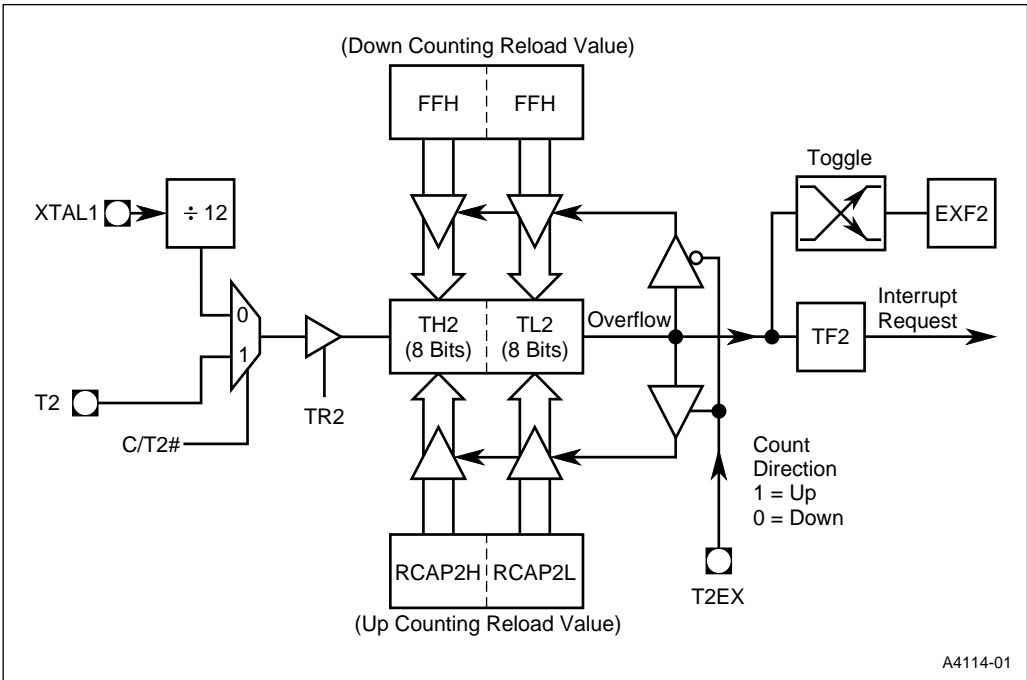 (Down Counting Reload Value)
FFH FFH
Toggle
XTAL1
÷ 12
EXF2
0
1
TH2
(8 Bits)
TL2
(8 Bits)
Overflow
TF2
Interrupt
Request
T2
C/T2#
TR2
Count
Direction
1 = Up
0 = Down
RCAP2H RCAP2L
T2EX
(Up Counting Reload Value)
A4114-01